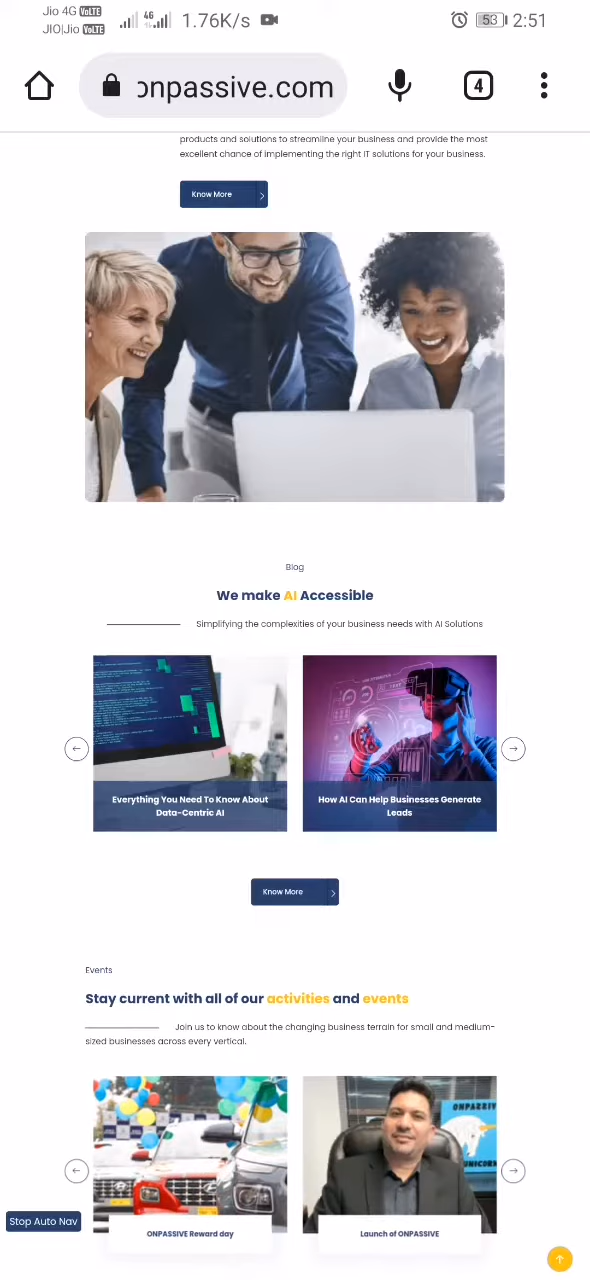 Jio 4G VoLTE
JIO|Jio VoLTE
4G
1.76K/s
53
2:51
onpassive.com
4
products and solutions to streamline your business and provide the most
excellent chance of implementing the right IT solutions for your business.
Know More
Blog
We make AI Accessible
Simplifying the complexities of your business needs with AI Solutions
Everything You Need To Know About
Data-Centric AI
How AI Can Help Businesses Generate
Leads
Know More
Events
Stay current with all of our activities and events
Join us to know about the changing business terrain for small and medium-
sized businesses across every vertical.
ONPASSIVE
UNICORN
Stop Auto Nav
ONPASSIVE Reward day
Launch of ONPASSIVE